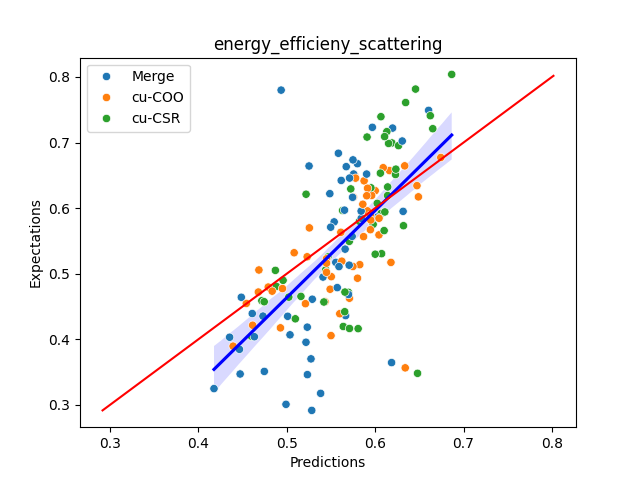 energy_efficieny_scattering
Merge
cu-COO
cu-CSR
Expectations
0.8
0.7
0.6
0.5
0.4
0.3
0.3 0.4 0.5 0.6 0.7 0.8
Predictions